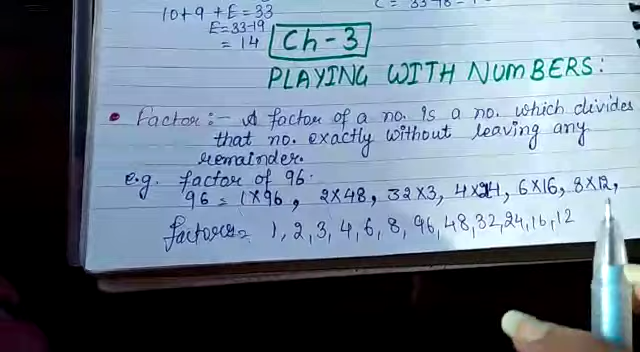 10+9+E=33
E=33-19
= 14
Ch-3
PLAYING WITH NUMBERS:
• Factor:- A factor of a no. is a no. which divides
that no. exactly without leaving any
remainder.
e.g. factor of 96.
96 = 1×96, 2×48, 32×3, 4×24, 6×16, 8×12,
factors= 1, 2, 3, 4, 6, 8, 96, 48, 32, 24, 16, 12